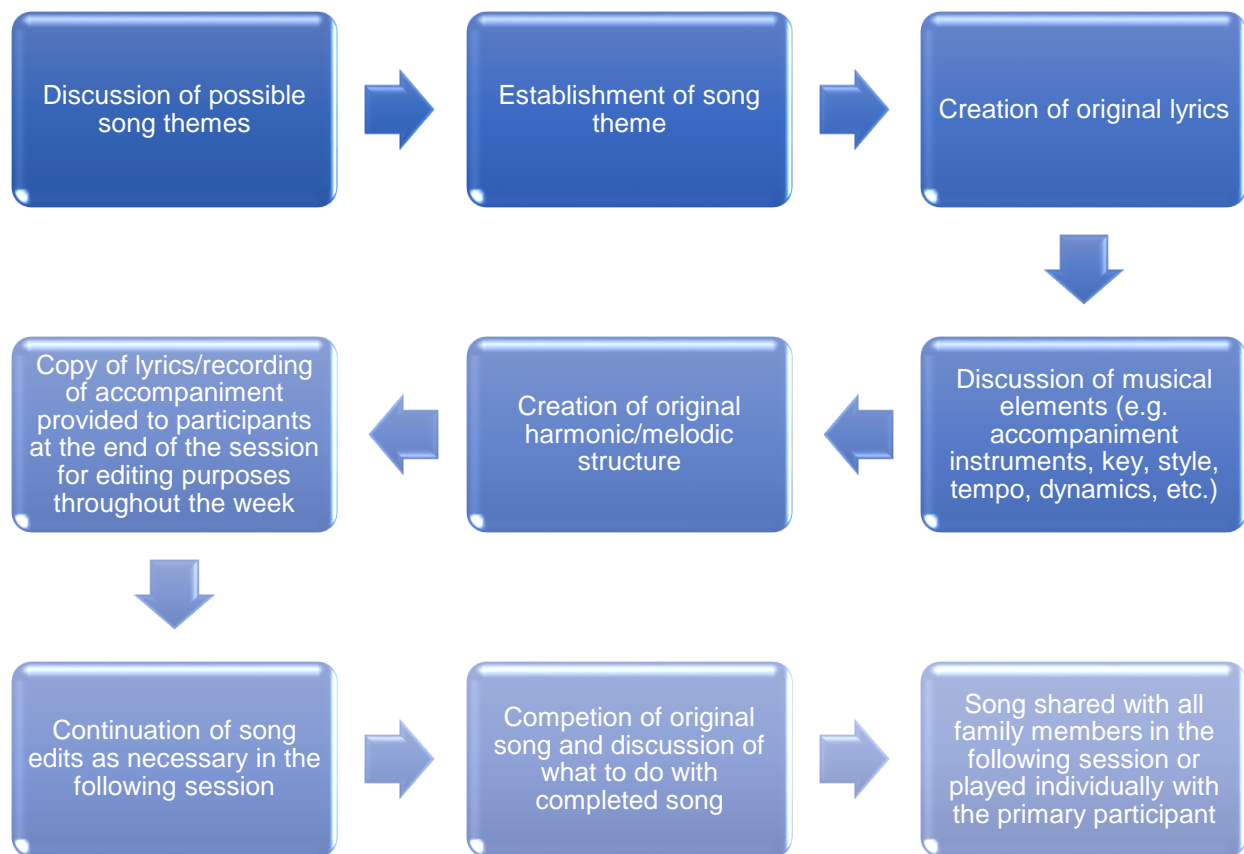 Discussion of possible
song themes
Establishment of song
theme
Creation of original lyrics
Discussion of musical
elements (e.g.
accompaniment
instruments, key, style,
tempo, dynamics, etc.)
Creation of original
harmonic/melodic
structure
Copy of lyrics/recording
of accompaniment
provided to participants
at the end of the session
for editing purposes
throughout the week
Continuation of song
edits as necessary in the
following session
Competion of original
song and discussion of
what to do with
completed song
Song shared with all
family members in the
following session or
played individually with
the primary participant